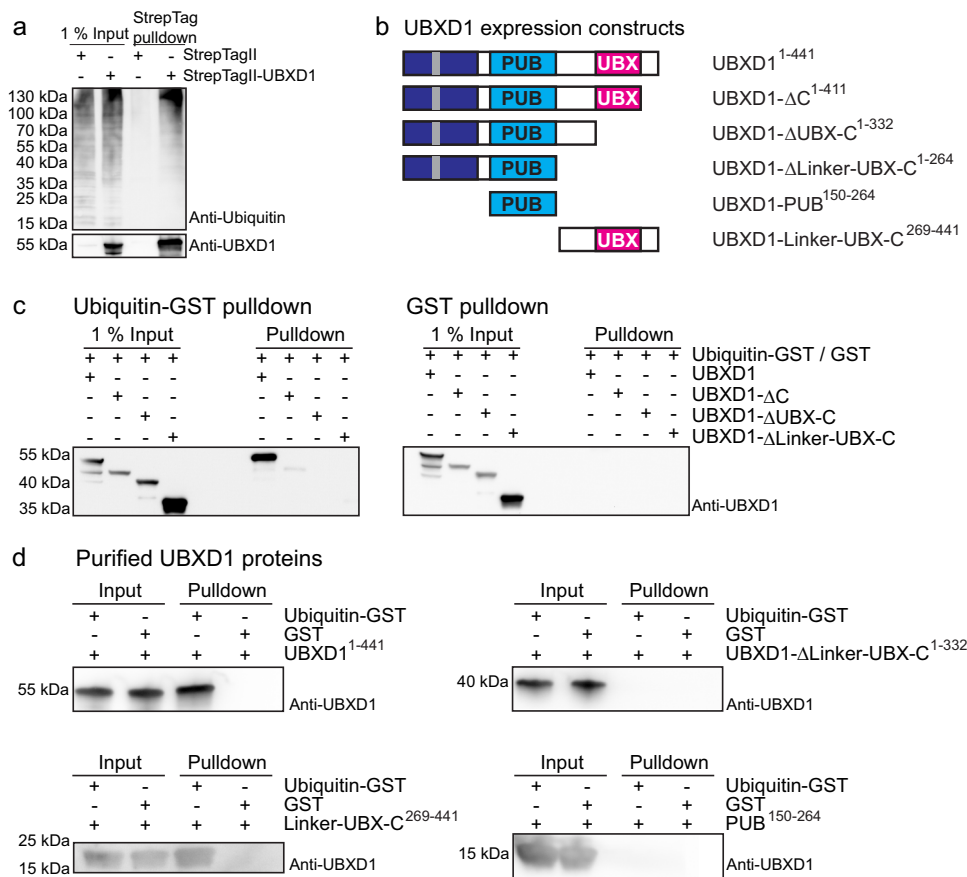 a
1 % Input
StrepTag
pulldown
+ - + - StrepTagII
- + - + StrepTagII-UBXD1
130 kDa
100 kDa
70 kDa
55 kDa
40 kDa
35 kDa
25 kDa
15 kDa
Anti-Ubiquitin
55 kDa
Anti-UBXD1
b UBXD1 expression constructs
PUB UBX UBXD1 1-441
PUB UBX UBXD1-ΔC 1-411
PUB UBXD1-ΔUBX-C 1-332
PUB UBXD1-ΔLinker-UBX-C 1-264
PUB UBXD1-PUB 150-264
UBX UBXD1-Linker-UBX-C 269-441
c Ubiquitin-GST pulldown GST pulldown
1 % Input Pulldown 1 % Input Pulldown
+ + + + + + + + + + + + + + + + Ubiquitin-GST / GST
+ - - - + - - - + - - - + - - - UBXD1
- + - - - + - - - + - - - + - - UBXD1-ΔC
- - + - - - + - - - + - - - + - UBXD1-ΔUBX-C
- - - + - - - + - - - + - - - + UBXD1-ΔLinker-UBX-C
55 kDa 55 kDa
40 kDa 40 kDa
35 kDa 35 kDa
Anti-UBXD1
d Purified UBXD1 proteins
Input Pulldown
+ - + - Ubiquitin-GST
- + - + GST
+ + + + UBXD1 1-441
55 kDa
Anti-UBXD1
Input Pulldown
+ - + - Ubiquitin-GST
- + - + GST
+ + + + UBXD1-ΔLinker-UBX-C 1-332
40 kDa
Anti-UBXD1
Input Pulldown
+ - + - Ubiquitin-GST
- + - + GST
+ + + + Linker-UBX-C 269-441
25 kDa
15 kDa
Anti-UBXD1
Input Pulldown
+ - + - Ubiquitin-GST
- + - + GST
+ + + + PUB 150-264
15 kDa
Anti-UBXD1